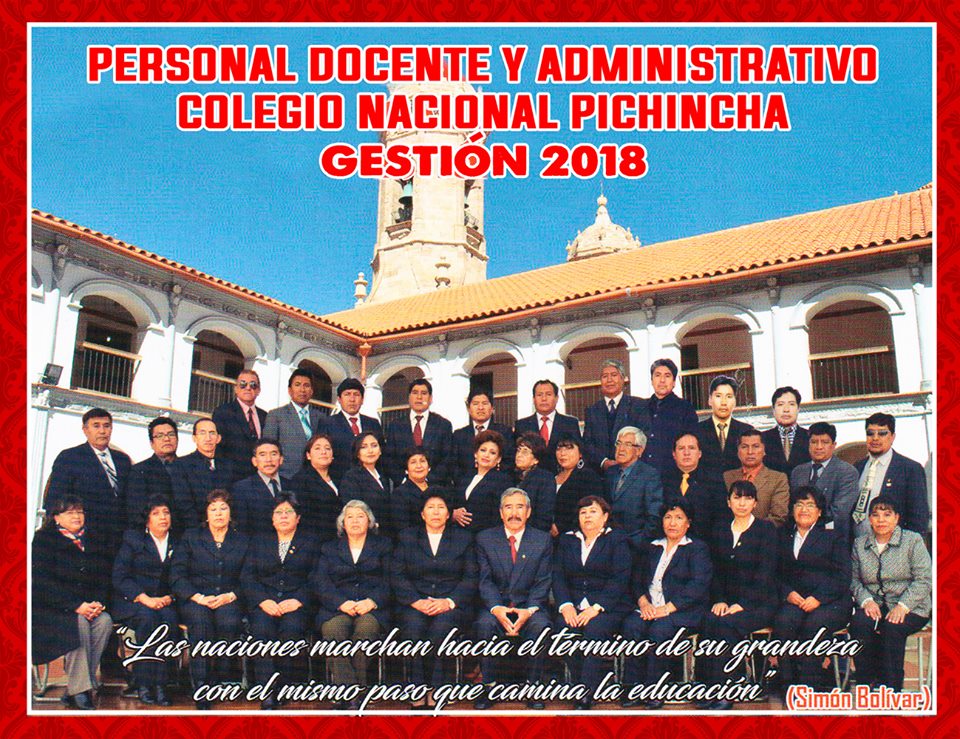 PERSONAL DOCENTE Y ADMINISTRATIVO
COLEGIO NACIONAL PICHINCHA
GESTIÓN 2018
“Las naciones marchan hacia el término de su grandeza
con el mismo paso que camina la educación”
(Simón Bolívar)